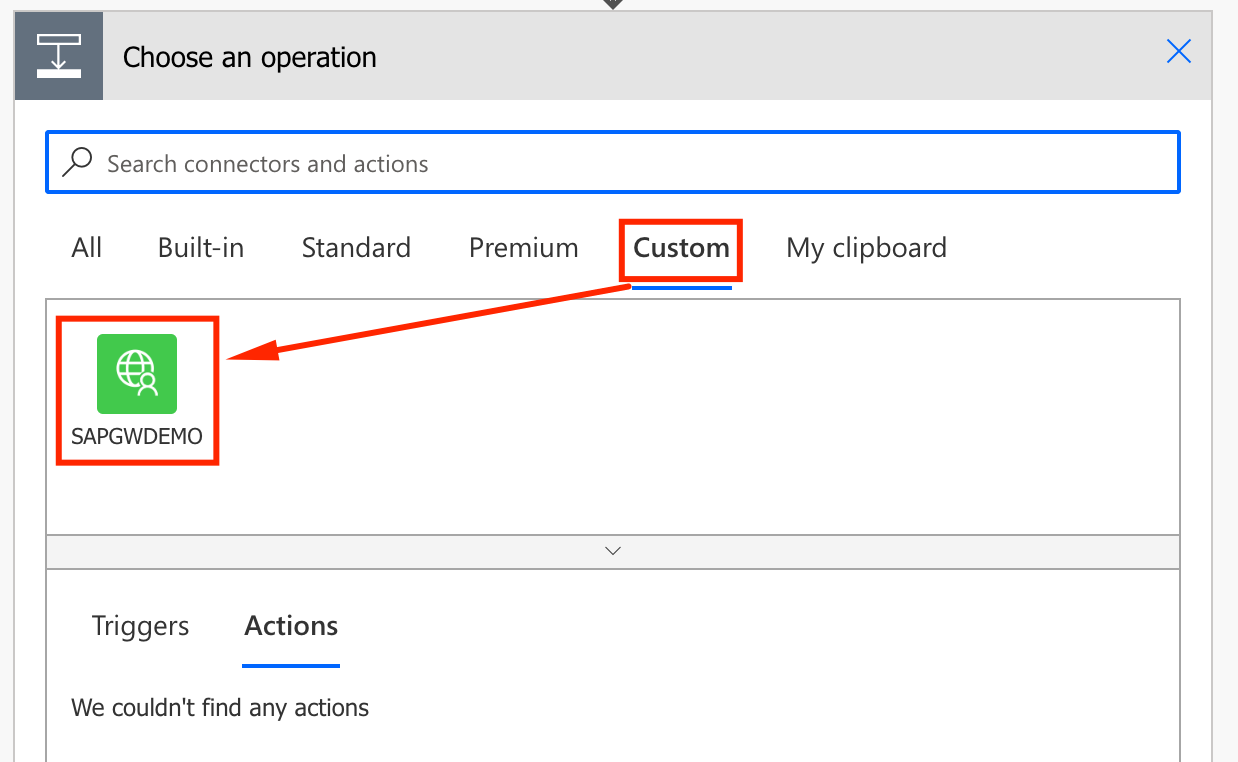 Choose an operation
Search connectors and actions
All Built-in Standard Premium Custom My clipboard
SAPGWDEMO
Triggers Actions
We couldn't find any actions